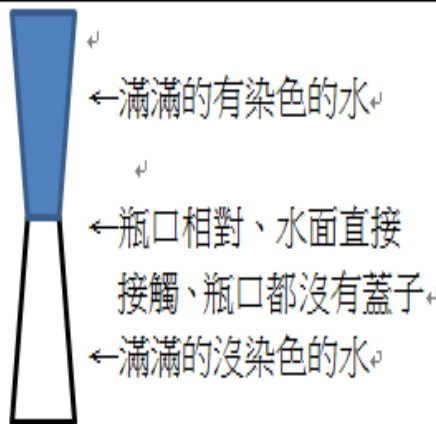 ←滿滿的有染色的水
←瓶口相對、水面直接
接觸、瓶口都沒有蓋子
←滿滿的沒染色的水